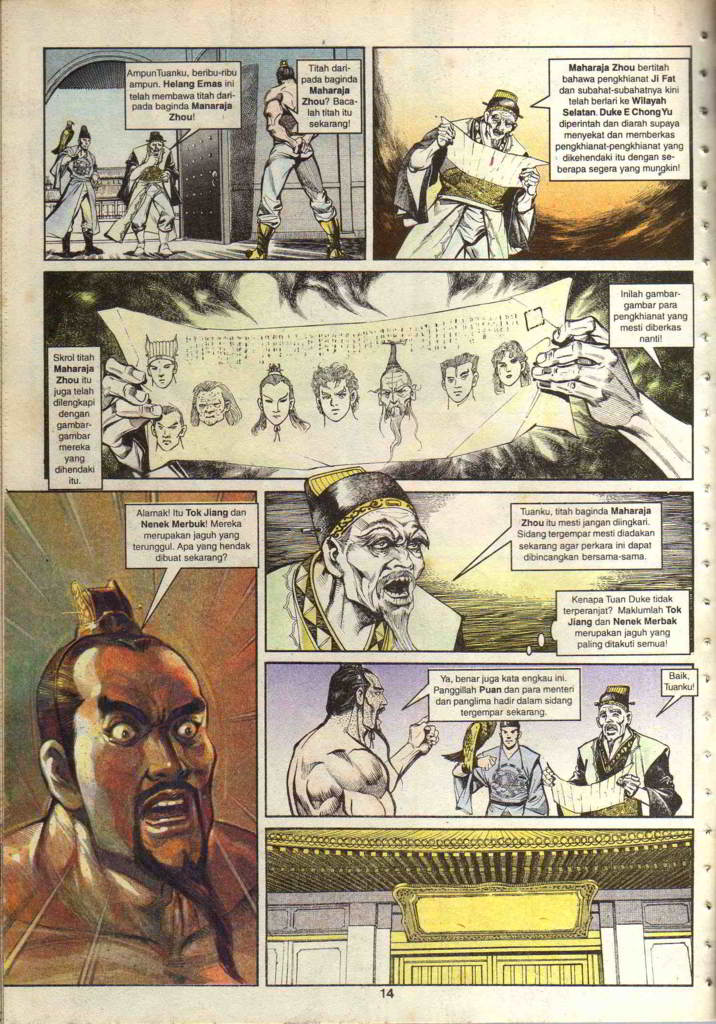 AmpunTuanku, beribu-ribu
ampun. Helang Emas ini
telah membawa titah dari-
pada baginda Manaraja
Zhou!
Titah dari-
pada baginda
Maharaja
Zhou? Baca-
lah titah itu
sekarang!
Maharaja Zhou bertitah
bahawa pengkhianat Ji Fat
dan subahat-subahatnya kini
telah berlari ke Wilayah
Selatan. Duke E Chong Yu
diperintah dan diarah supaya
menyekat dan memberkas
pengkhianat-pengkhianat yang
dikehendaki itu dengan se-
berapa segera yang mungkin!
Inilah gambar-
gambar para
pengkhianat yang
mesti diberkas
nanti!
Skrol titah
Maharaja
Zhou itu
juga telah
dilengkapi
dengan
gambar-
gambar
mereka
yang
dihendaki
itu.
Alamak! Itu Tok Jiang dan
Nenek Merbuk! Mereka
merupakan jaguh yang
terunggul. Apa yang hendak
dibuat sekarang?
Tuanku, titah baginda Maharaja
Zhou itu mesti jangan diingkari.
Sidang tergempar mesti diadakan
sekarang agar perkara ini dapat
dibincangkan bersama-sama.
Kenapa Tuan Duke tidak
terperanjat? Maklumlah Tok
Jiang dan Nenek Merbak
merupakan jaguh yang
paling ditakuti semua!
Ya, benar juga kata engkau ini.
Panggillah Puan dan para menteri
dan panglima hadir dalam sidang
tergempar sekarang.
Baik,
Tuanku!
14